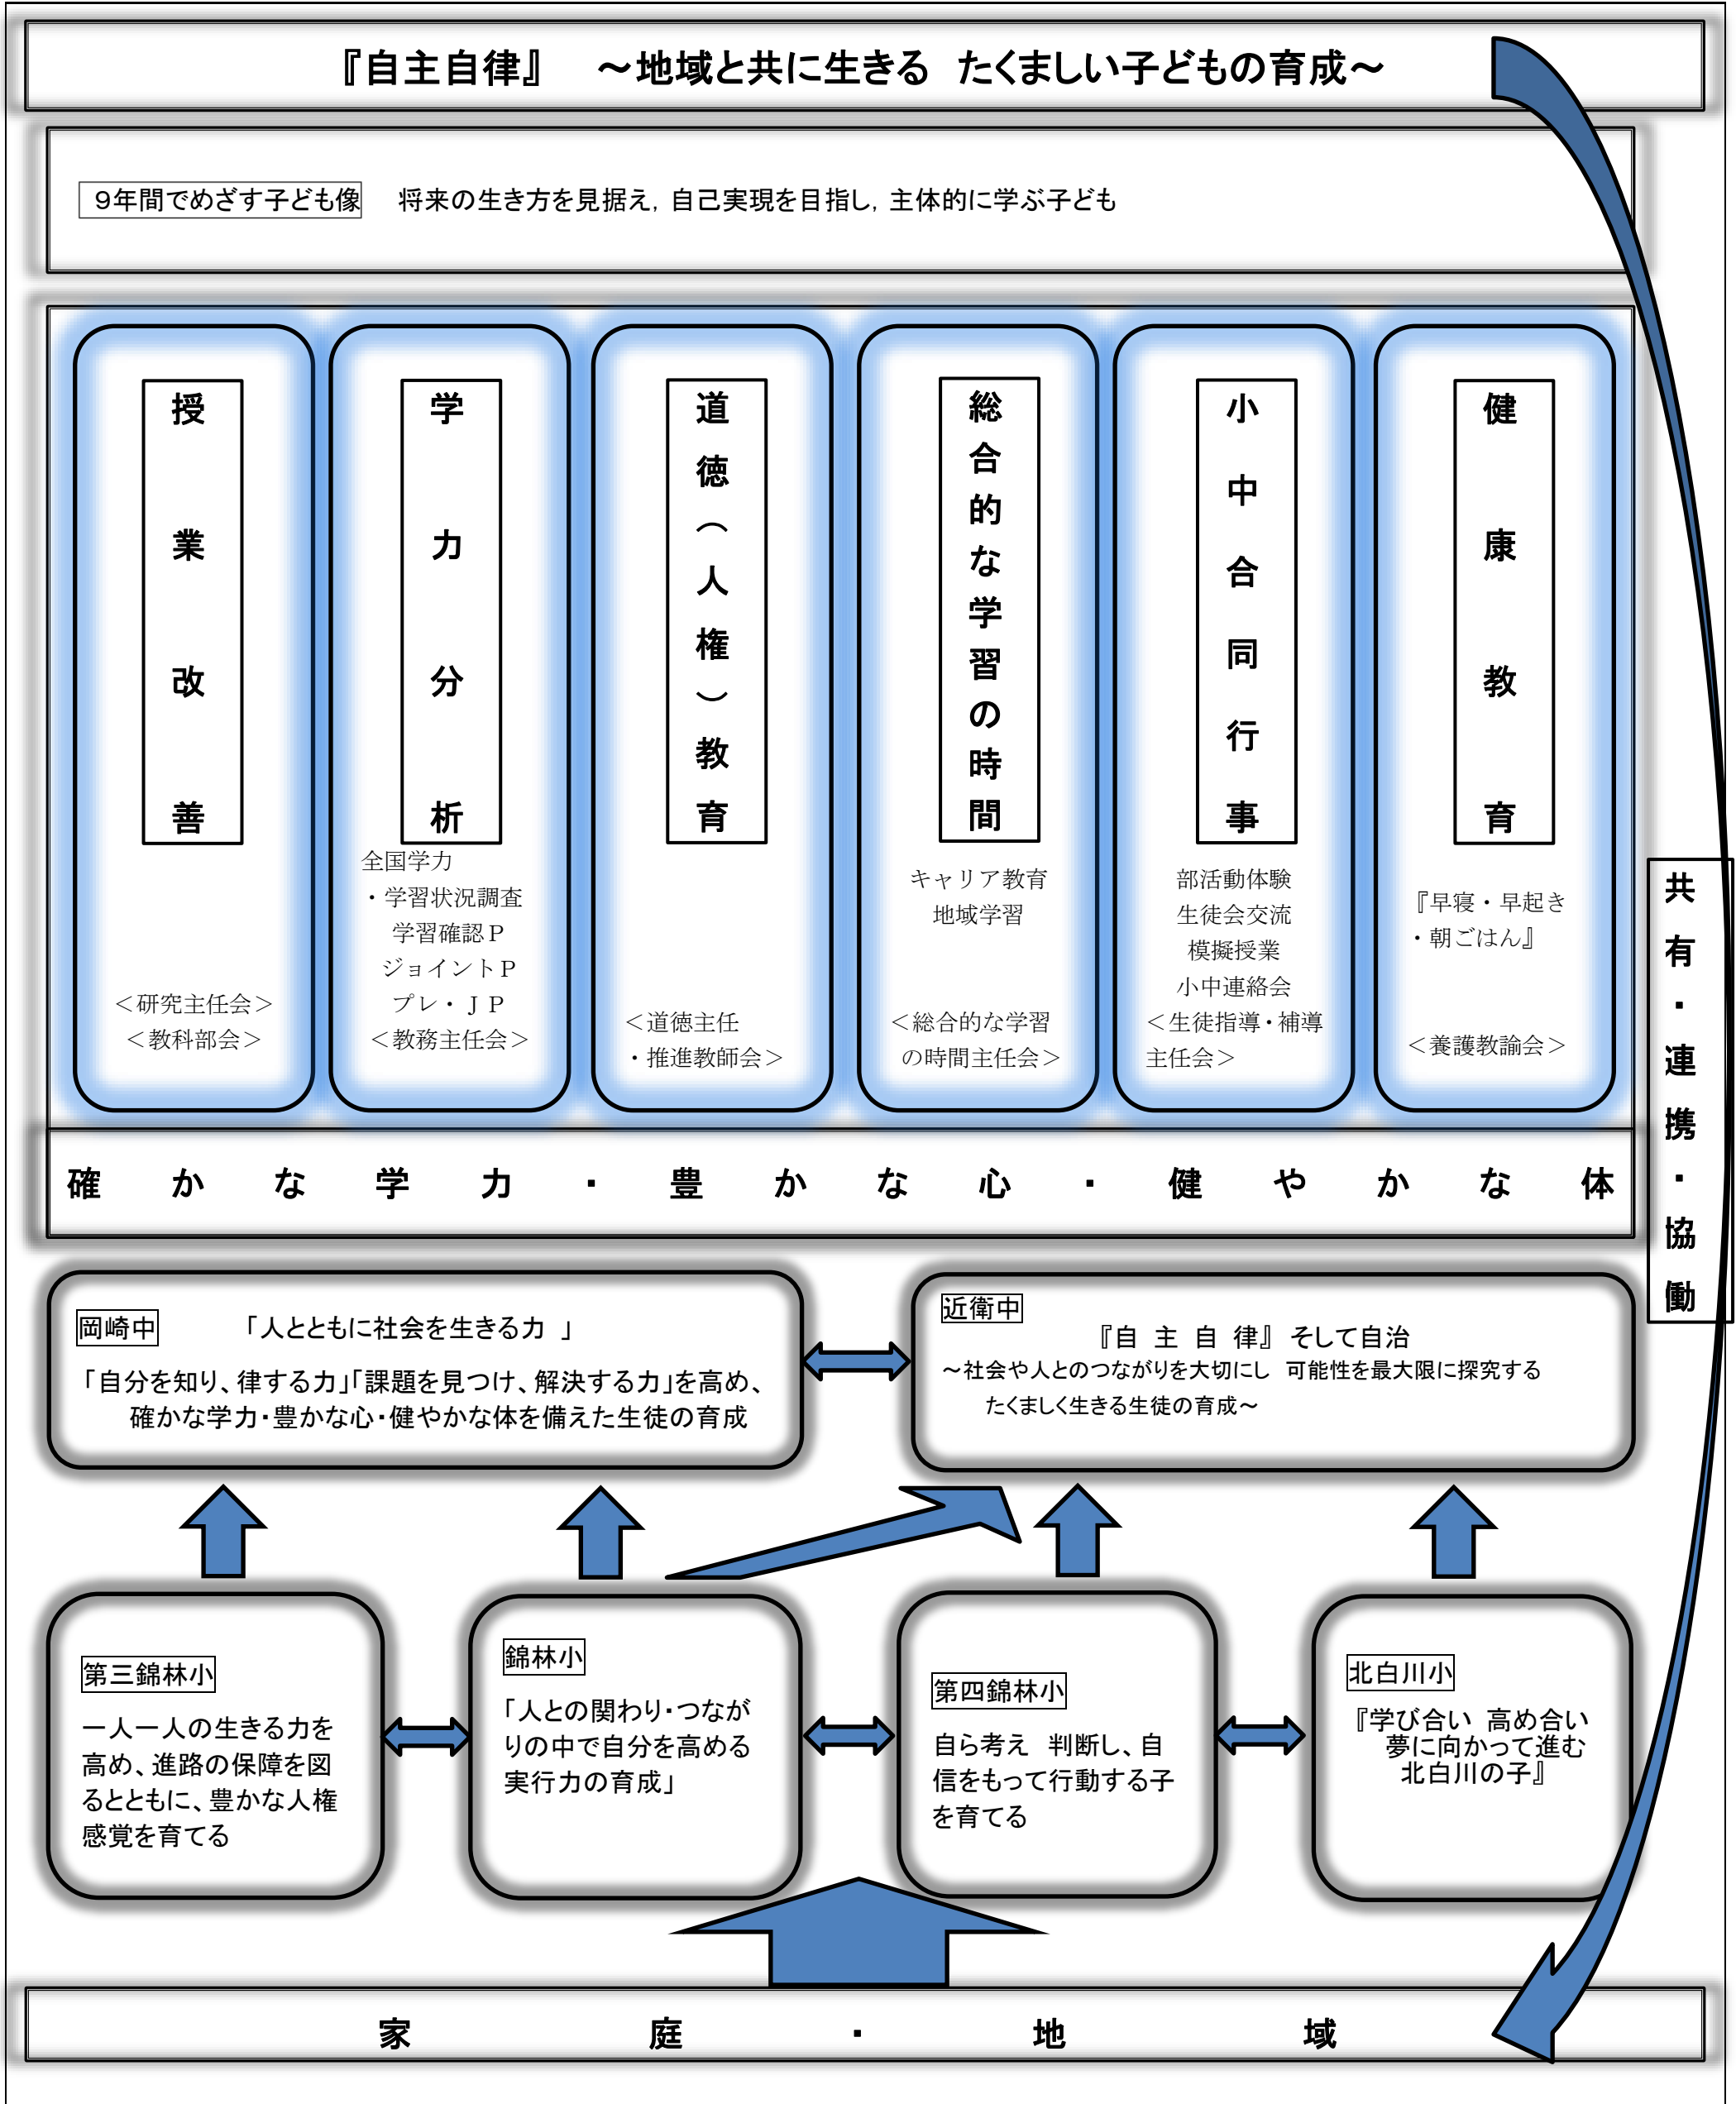 『自主自律』　～地域と共に生きる　たくましい子どもの育成～
９年間でめざす子ども像　将来の生き方を見据え，自己実現を目指し，主体的に学ぶ子ども
授業改善
＜研究主任会＞
＜教科部会＞
学力分析
全国学力
・学習状況調査
学習確認Ｐ
ジョイントＰ
プレ・ＪＰ
＜教務主任会＞
道徳（人権）教育
＜道徳主任
・推進教師会＞
総合的な学習の時間
キャリア教育
地域学習
＜総合的な学習
の時間主任会＞
小中合同行事
部活動体験
生徒会交流
模擬授業
小中連絡会
＜生徒指導・補導
主任会＞
健康教育
『早寝・早起き
・朝ごはん』
＜養護教諭会＞
共有・連携・協働
確かな学力・豊かな心・健やかな体
岡崎中　「人とともに社会を生きる力　」
「自分を知り、律する力」「課題を見つけ、解決する力」を高め、
確かな学力・豊かな心・健やかな体を備えた生徒の育成
近衛中
『自　主　自　律』　そして自治
～社会や人とのつながりを大切にし　可能性を最大限に探究する
たくましく生きる生徒の育成～
第三錦林小
一人一人の生きる力を
高め、進路の保障を図
るとともに、豊かな人権
感覚を育てる
錦林小
「人との関わり・つなが
りの中で自分を高める
実行力の育成」
第四錦林小
自ら考え　判断し、自
信をもって行動する子
を育てる
北白川小
『学び合い　高め合い
夢に向かって進む
北白川の子』
家庭・地域